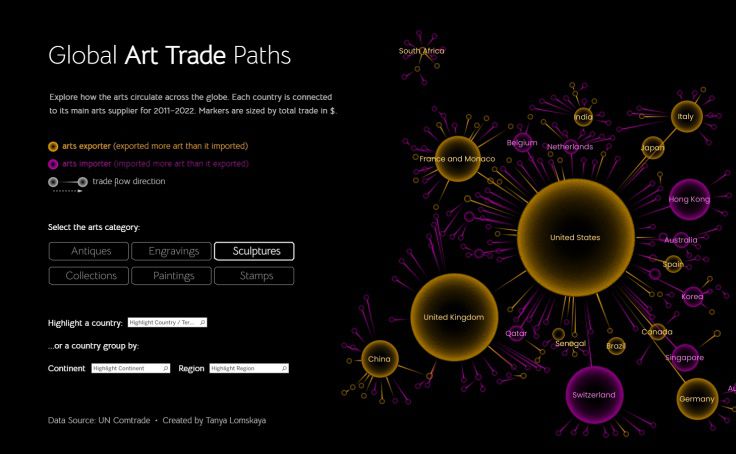 Global Art Trade Paths
Explore how the arts circulate across the globe. Each country is connected
to its main arts supplier for 2011–2022. Markers are sized by total trade in $.
arts exporter (exported more art than it imported)
arts importer (imported more art than it exported)
trade flow direction
Select the arts category:
Antiques Engravings Sculptures
Collections Paintings Stamps
Highlight a country: Highlight Country / Ter...
...or a country group by:
Continent Highlight Continent Region Highlight Region
Data Source: UN Comtrade • Created by Tanya Lomskaya
South Africa
India
Italy
Belgium
Netherlands
Japan
France and Monaco
Hong Kong
United States
Australia
Spain
Korea
United Kingdom
Qatar
Senegal
Canada
Brazil
China
Singapore
Switzerland
Germany